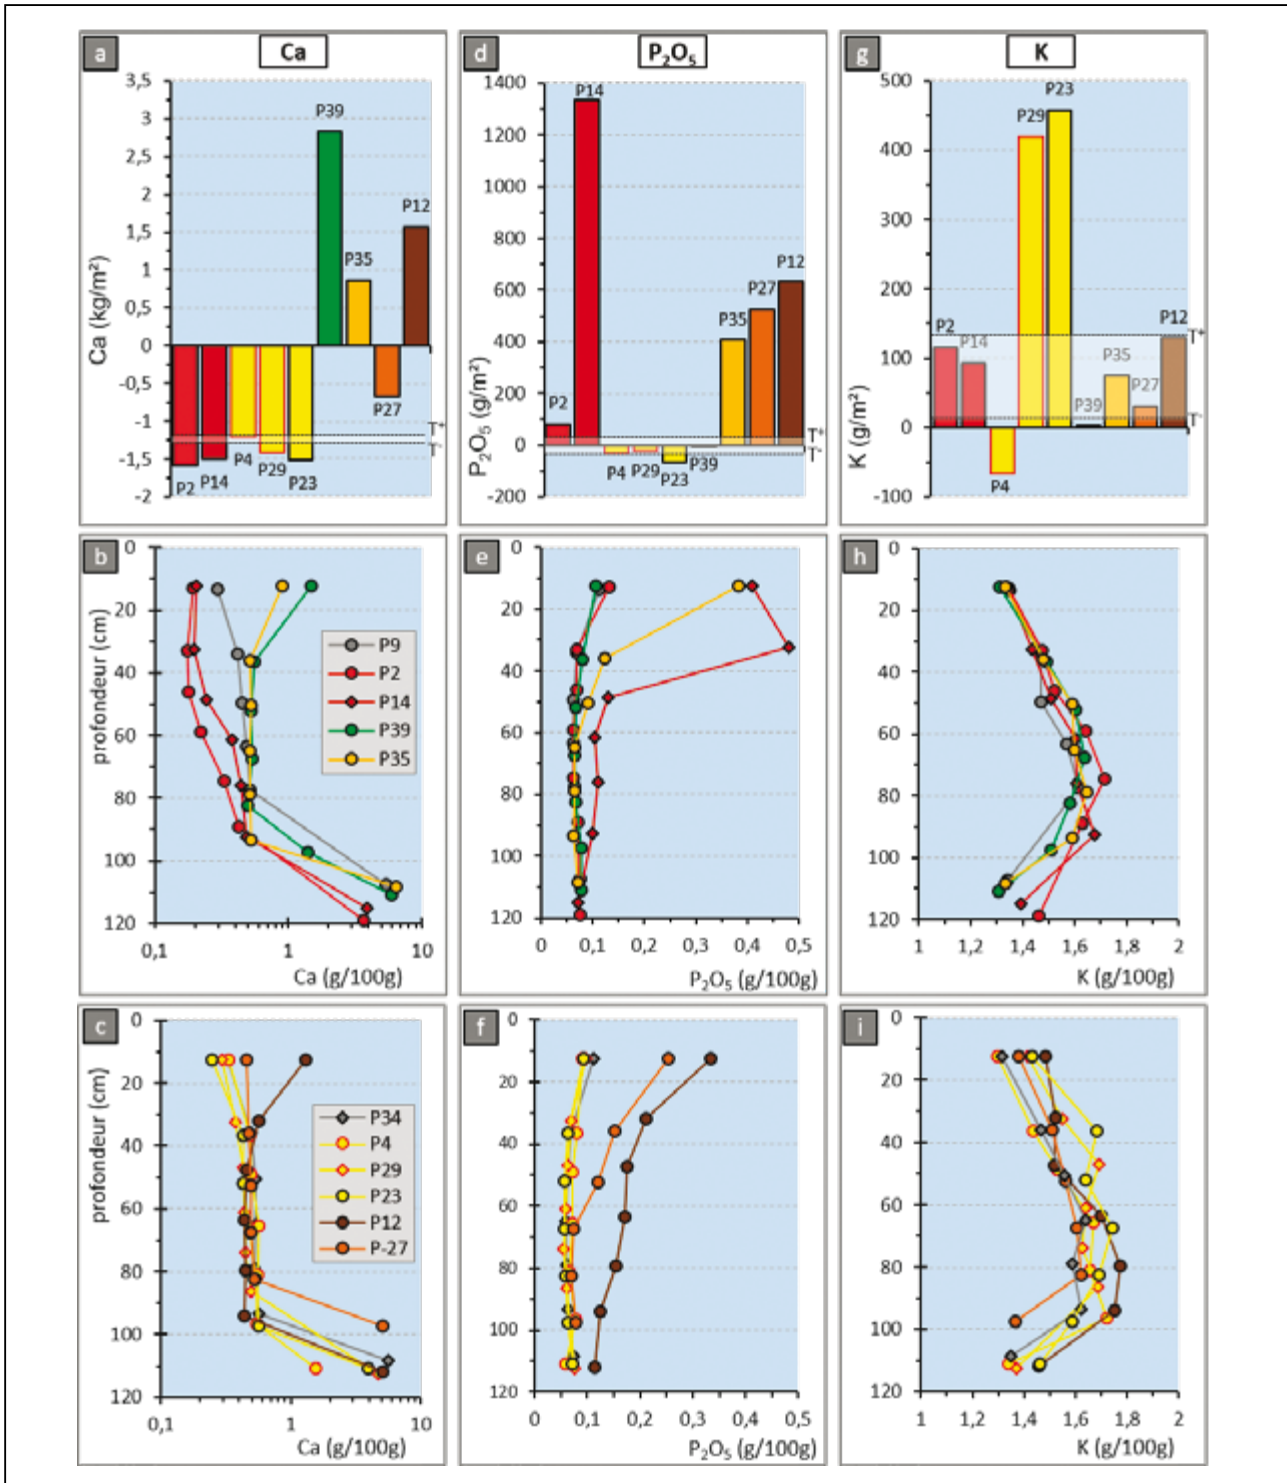 a Ca
3,5
3
2,5
2
1,5
1
0,5
0
-0,5
-1
-1,5
-2
Ca (kg/m²)
P39
P12
P35
P27
P4
P2 P14 P29 P23
T⁺
T⁻
d P₂O₅
1400
1200
1000
800
600
400
200
0
-200
P₂O₅ (g/m²)
P14
P12
P27
P35
P2
P4 P29 P23 P39
T⁺
T⁻
g K
500
400
300
200
100
0
-100
K (g/m²)
P23
P29
P2 P14
P12
P35
P27
P39
P4
T⁺
T⁻
b
0
20
40
60
80
100
120
profondeur (cm)
P9
P2
P14
P39
P35
0,1 1 10
Ca (g/100g)
e
0
20
40
60
80
100
120
0 0,1 0,2 0,3 0,4 0,5
P₂O₅ (g/100g)
h
0
20
40
60
80
100
120
1 1,2 1,4 1,6 1,8 2
K (g/100g)
c
0
20
40
60
80
100
120
profondeur (cm)
P34
P4
P29
P23
P12
P-27
0,1 1 10
Ca (g/100g)
f
0
20
40
60
80
100
120
0 0,1 0,2 0,3 0,4 0,5
P₂O₅ (g/100g)
i
0
20
40
60
80
100
120
1 1,2 1,4 1,6 1,8 2
K (g/100g)